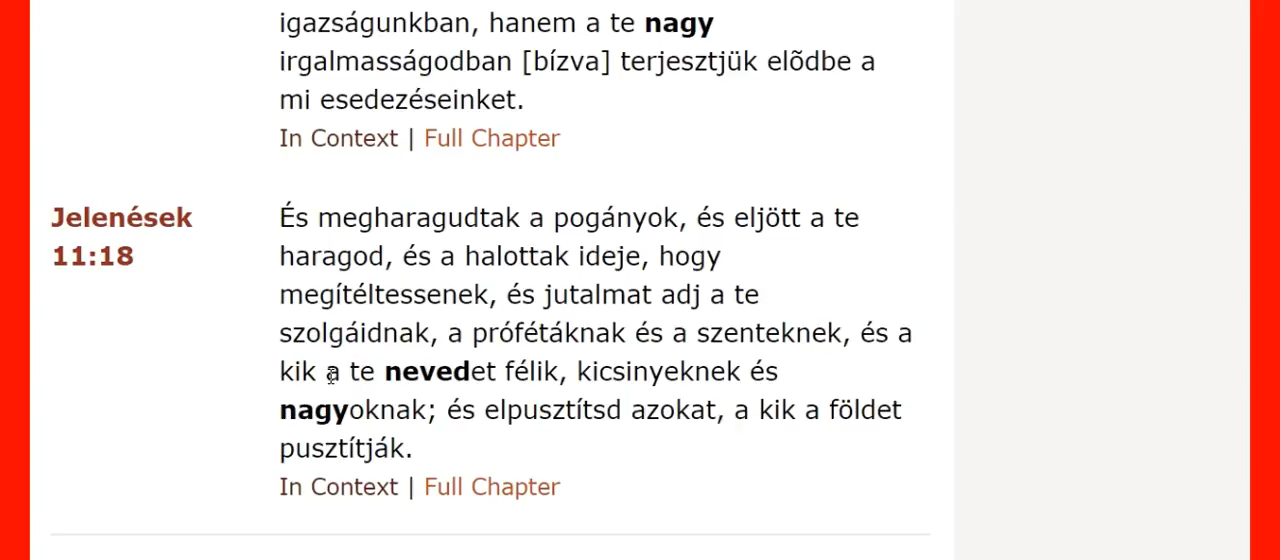 igazságunkban, hanem a te nagy
irgalmasságodban [bízva] terjesztjük elõdbe a
mi esedezéseinket.
In Context | Full Chapter
Jelenések
11:18
És megharagudtak a pogányok, és eljött a te
haragod, és a halottak ideje, hogy
megítéltessenek, és jutalmat adj a te
szolgáidnak, a prófétáknak és a szenteknek, és a
kik a te nevedet félik, kicsinyeknek és
nagyoknak; és elpusztítsd azokat, a kik a földet
pusztítják.
In Context | Full Chapter